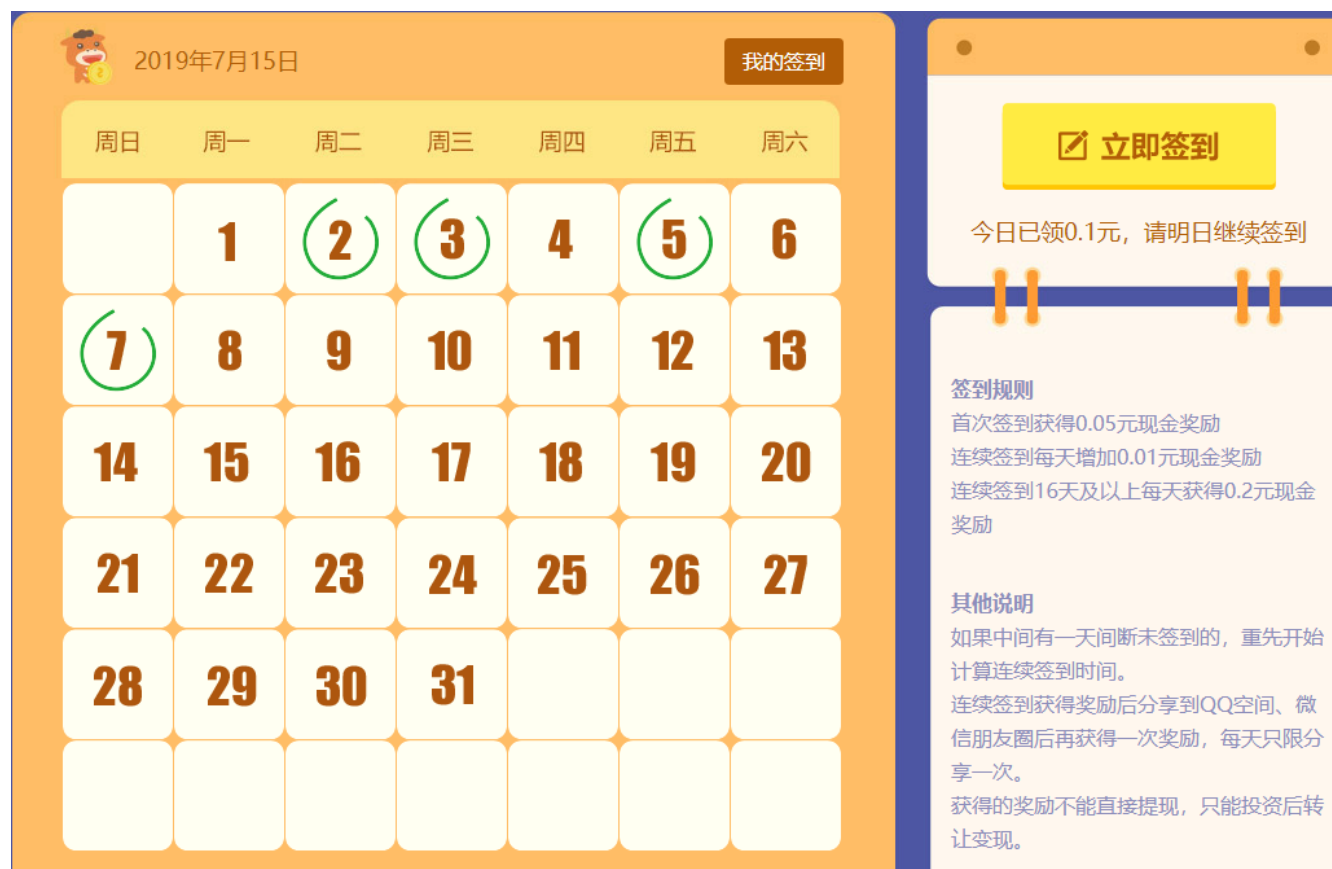 2019年7月15日
我的签到
周日 周一 周二 周三 周四 周五 周六
1 2 3 4 5 6
7 8 9 10 11 12 13
14 15 16 17 18 19 20
21 22 23 24 25 26 27
28 29 30 31
立即签到
今日已领0.1元，请明日继续签到
签到规则
首次签到获得0.05元现金奖励
连续签到每天增加0.01元现金奖励
连续签到16天及以上每天获得0.2元现金
奖励
其他说明
如果中间有一天间断未签到的，重先开始
计算连续签到时间。
连续签到获得奖励后分享到QQ空间、微
信朋友圈后再获得一次奖励，每天只限分
享一次。
获得的奖励不能直接提现，只能投资后转
让变现。